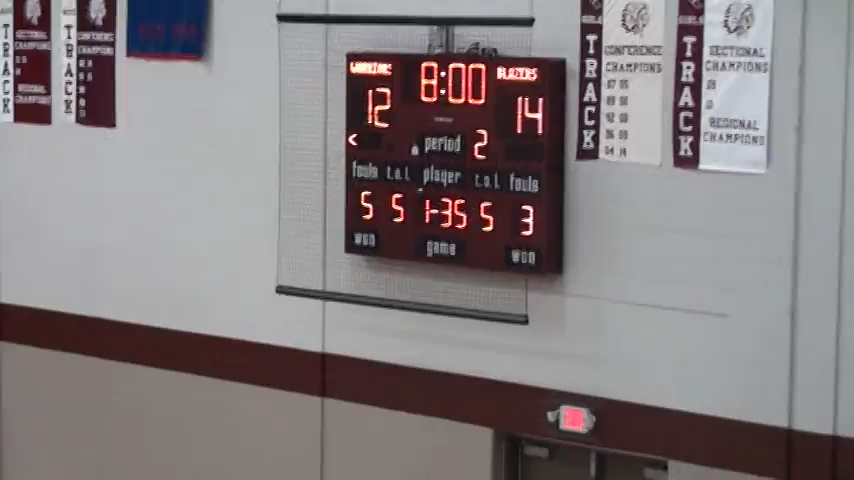 TRACK
SECTIONAL
CHAMPIONS
REGIONAL
CHAMPIONS
TRACK
CONFERENCE
CHAMPIONS
WARRIORS
8:00
BLAZERS
12
14
<
period
2
fouls
t.o.l.
player
t.o.l.
fouls
5
5
1-35
5
3
won
game
won
GIRLS
TRACK
CONFERENCE
CHAMPIONS
TRACK
SECTIONAL
CHAMPIONS
REGIONAL
CHAMPIONS